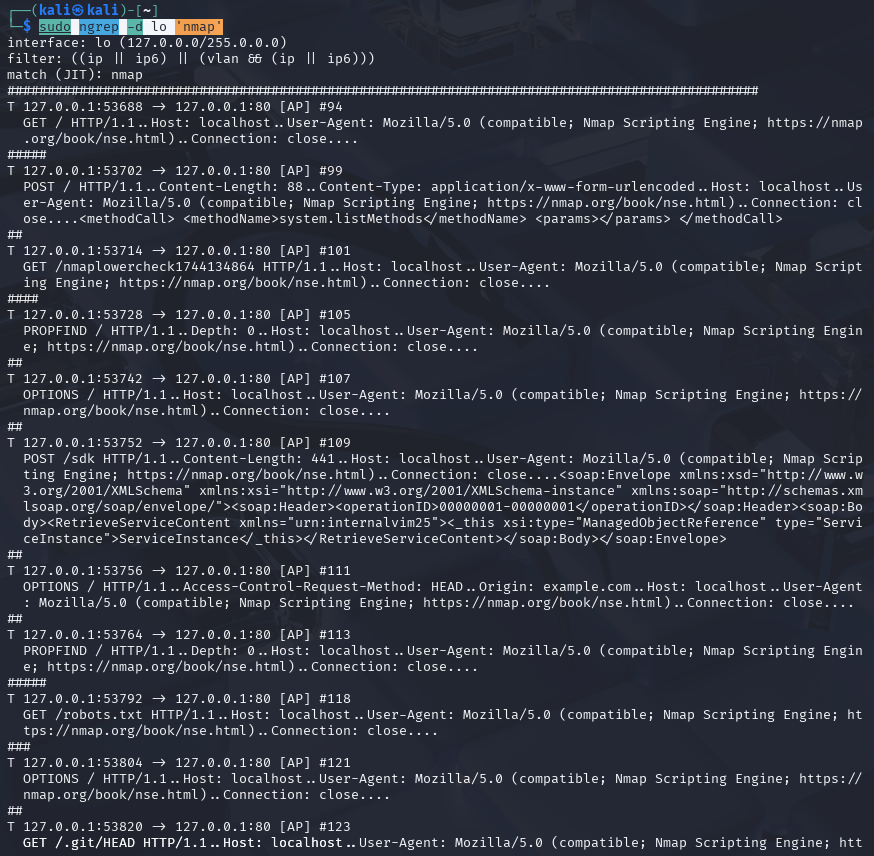 ┌──(kali㉿kali)-[~]
└─$ sudo ngrep -d lo 'nmap'
interface: lo (127.0.0.0/255.0.0.0)
filter: ((ip || ip6) || (vlan && (ip || ip6)))
match (JIT): nmap
##############################################################################################
T 127.0.0.1:53688 -> 127.0.0.1:80 [AP] #94
  GET / HTTP/1.1..Host: localhost..User-Agent: Mozilla/5.0 (compatible; Nmap Scripting Engine; https://nmap
  .org/book/nse.html)..Connection: close....
#####
T 127.0.0.1:53702 -> 127.0.0.1:80 [AP] #99
  POST / HTTP/1.1..Content-Length: 88..Content-Type: application/x-www-form-urlencoded..Host: localhost..Us
  er-Agent: Mozilla/5.0 (compatible; Nmap Scripting Engine; https://nmap.org/book/nse.html)..Connection: cl
  ose....<methodCall> <methodName>system.listMethods</methodName> <params></params> </methodCall>
##
T 127.0.0.1:53714 -> 127.0.0.1:80 [AP] #101
  GET /nmaplowercheck1744134864 HTTP/1.1..Host: localhost..User-Agent: Mozilla/5.0 (compatible; Nmap Script
  ing Engine; https://nmap.org/book/nse.html)..Connection: close....
####
T 127.0.0.1:53728 -> 127.0.0.1:80 [AP] #105
  PROPFIND / HTTP/1.1..Depth: 0..Host: localhost..User-Agent: Mozilla/5.0 (compatible; Nmap Scripting Engin
  e; https://nmap.org/book/nse.html)..Connection: close....
##
T 127.0.0.1:53742 -> 127.0.0.1:80 [AP] #107
  OPTIONS / HTTP/1.1..Host: localhost..User-Agent: Mozilla/5.0 (compatible; Nmap Scripting Engine; https://
  nmap.org/book/nse.html)..Connection: close....
##
T 127.0.0.1:53752 -> 127.0.0.1:80 [AP] #109
  POST /sdk HTTP/1.1..Content-Length: 441..Host: localhost..User-Agent: Mozilla/5.0 (compatible; Nmap Scrip
  ting Engine; https://nmap.org/book/nse.html)..Connection: close....<soap:Envelope xmlns:xsd="http://www.w
  3.org/2001/XMLSchema" xmlns:xsi="http://www.w3.org/2001/XMLSchema-instance" xmlns:soap="http://schemas.xm
  lsoap.org/soap/envelope/"><soap:Header><operationID>00000001-00000001</operationID></soap:Header><soap:Bo
  dy><RetrieveServiceContent xmlns="urn:internalvim25"><_this xsi:type="ManagedObjectReference" type="Servi
  ceInstance">ServiceInstance</_this></RetrieveServiceContent></soap:Body></soap:Envelope>
##
T 127.0.0.1:53756 -> 127.0.0.1:80 [AP] #111
  OPTIONS / HTTP/1.1..Access-Control-Request-Method: HEAD..Origin: example.com..Host: localhost..User-Agent
  : Mozilla/5.0 (compatible; Nmap Scripting Engine; https://nmap.org/book/nse.html)..Connection: close....
##
T 127.0.0.1:53764 -> 127.0.0.1:80 [AP] #113
  PROPFIND / HTTP/1.1..Depth: 0..Host: localhost..User-Agent: Mozilla/5.0 (compatible; Nmap Scripting Engin
  e; https://nmap.org/book/nse.html)..Connection: close....
#####
T 127.0.0.1:53792 -> 127.0.0.1:80 [AP] #118
  GET /robots.txt HTTP/1.1..Host: localhost..User-Agent: Mozilla/5.0 (compatible; Nmap Scripting Engine; ht
  tps://nmap.org/book/nse.html)..Connection: close....
###
T 127.0.0.1:53804 -> 127.0.0.1:80 [AP] #121
  OPTIONS / HTTP/1.1..Host: localhost..User-Agent: Mozilla/5.0 (compatible; Nmap Scripting Engine; https://
  nmap.org/book/nse.html)..Connection: close....
##
T 127.0.0.1:53820 -> 127.0.0.1:80 [AP] #123
  GET /.git/HEAD HTTP/1.1..Host: localhost..User-Agent: Mozilla/5.0 (compatible; Nmap Scripting Engine; htt